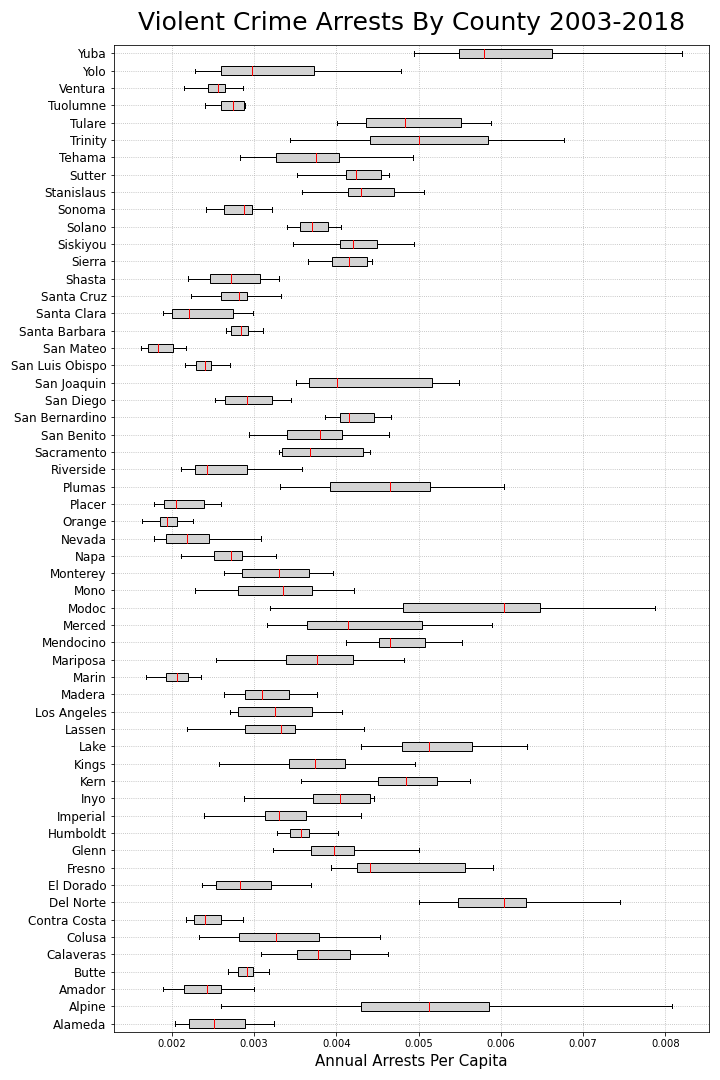 Violent Crime Arrests By County 2003-2018
Yuba
Yolo
Ventura
Tuolumne
Tulare
Trinity
Tehama
Sutter
Stanislaus
Sonoma
Solano
Siskiyou
Sierra
Shasta
Santa Cruz
Santa Clara
Santa Barbara
San Mateo
San Luis Obispo
San Joaquin
San Diego
San Bernardino
San Benito
Sacramento
Riverside
Plumas
Placer
Orange
Nevada
Napa
Monterey
Mono
Modoc
Merced
Mendocino
Mariposa
Marin
Madera
Los Angeles
Lassen
Lake
Kings
Kern
Inyo
Imperial
Humboldt
Glenn
Fresno
El Dorado
Del Norte
Contra Costa
Colusa
Calaveras
Butte
Amador
Alpine
Alameda
0.002 0.003 0.004 0.005 0.006 0.007 0.008
Annual Arrests Per Capita